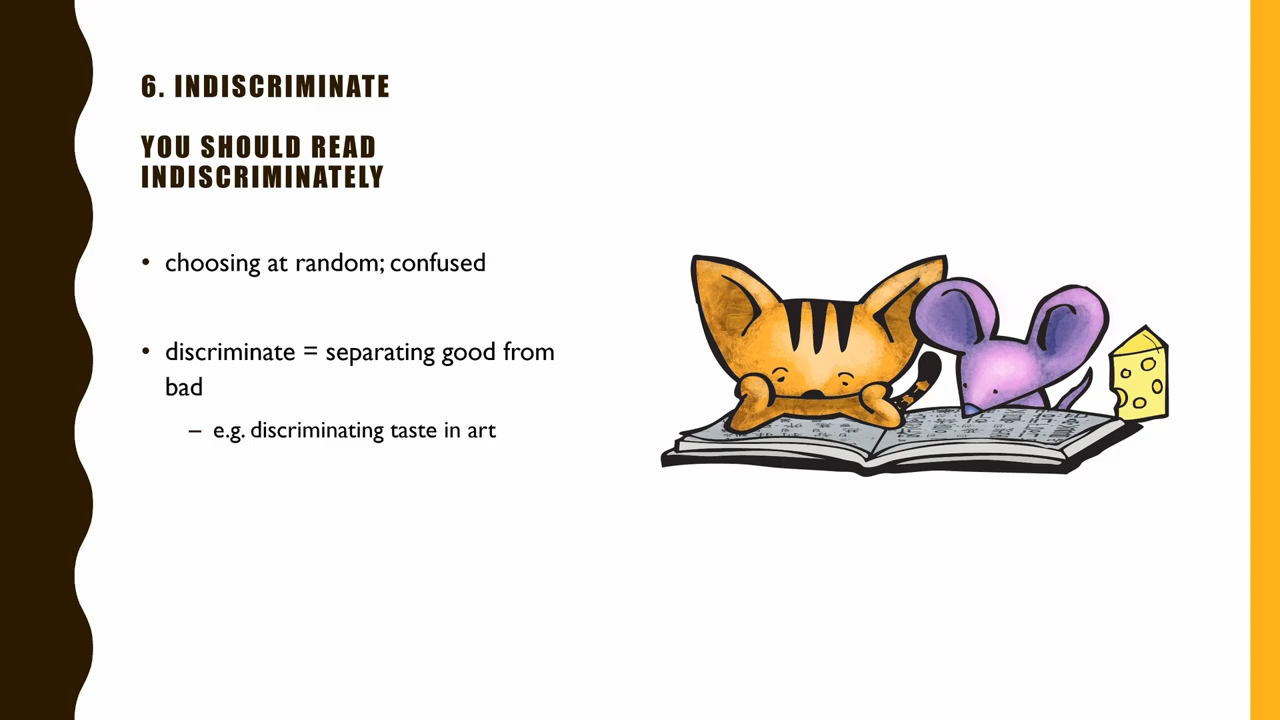 6. INDISCRIMINATE
YOU SHOULD READ
INDISCRIMINATELY
• choosing at random; confused
• discriminate = separating good from
bad
– e.g. discriminating taste in art